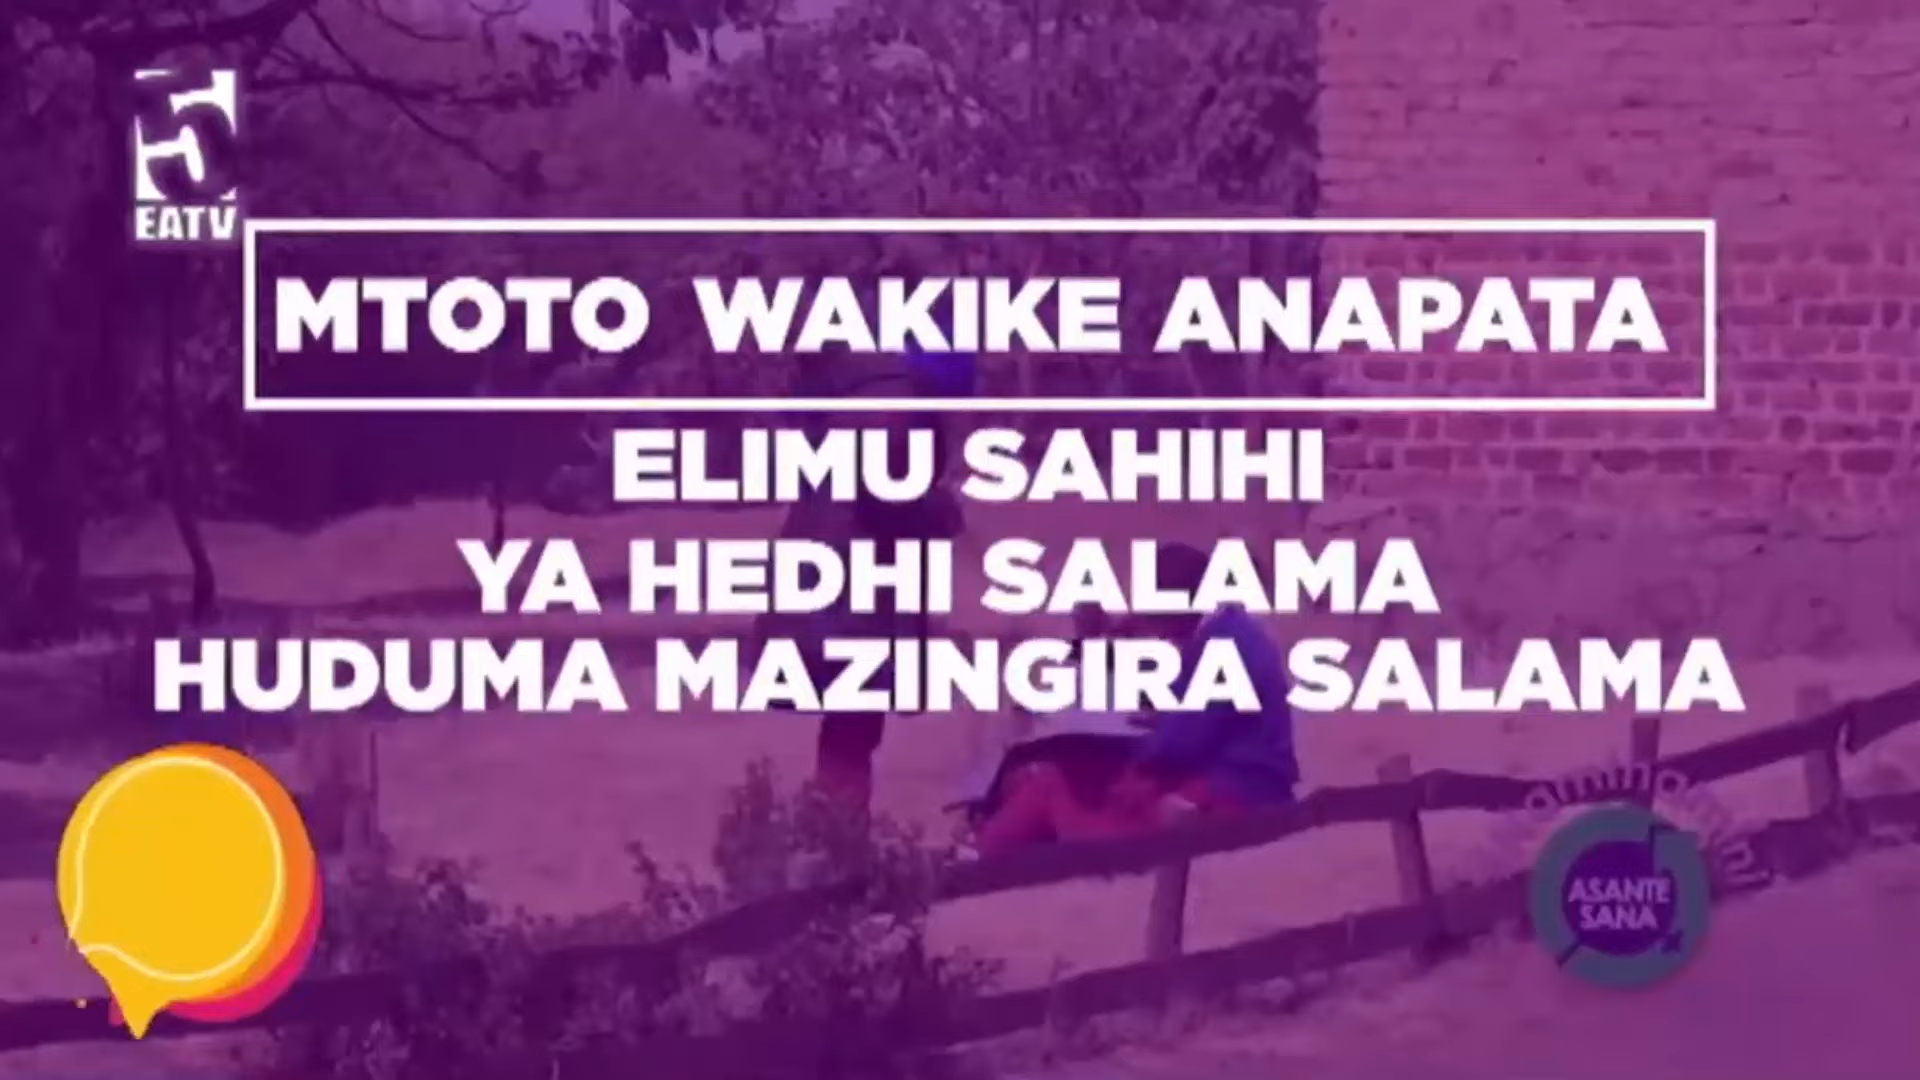 EATV
MTOTO WAKIKE ANAPATA
ELIMU SAHIHI
YA HEDHI SALAMA
HUDUMA MAZINGIRA SALAMA
ASANTE
SANA